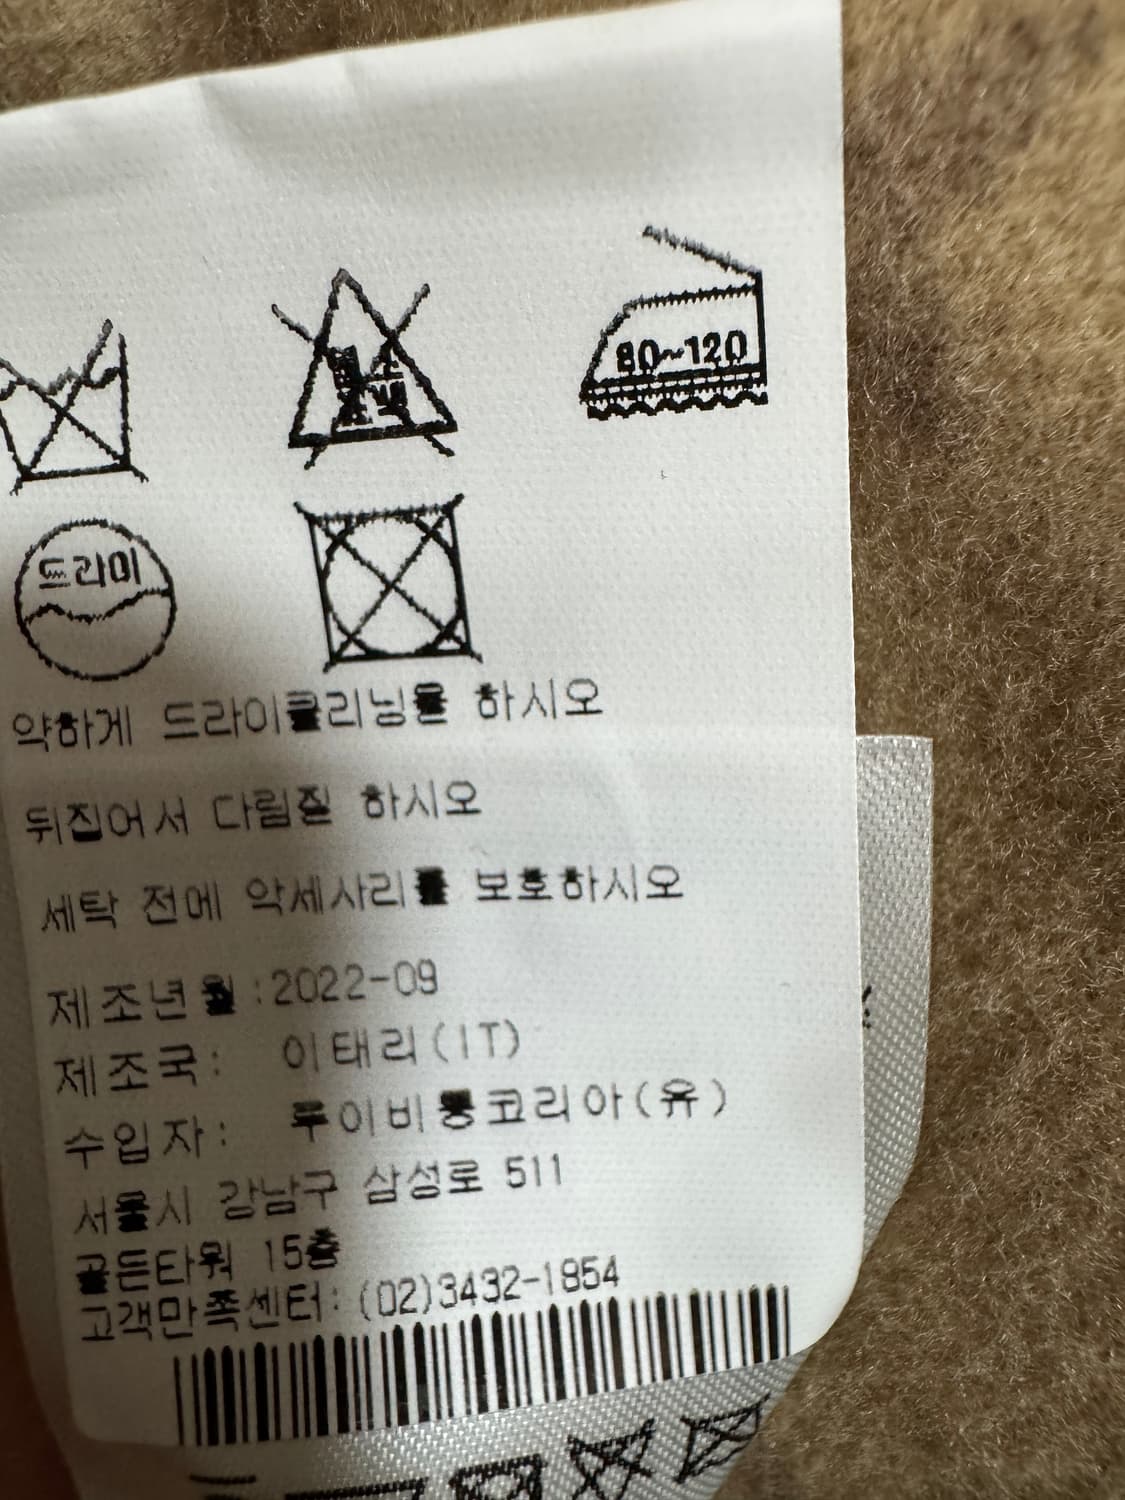 80~120
드라이
약하게 드라이클리닝을 하시오
뒤집어서 다림질 하시오
세탁 전에 악세사리를 보호하시오
제조년월:2022-09
제조국: 이태리(IT)
수입자: 루이비통코리아(유)
서울시 강남구 삼성로 511
골든타워 15층
고객만족센터:(02)3432-1854